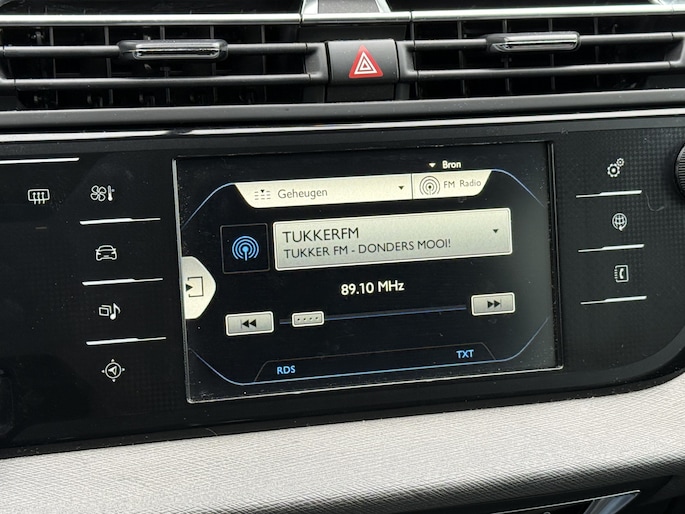 Bron
Geheugen
FM Radio
TUKKERFM
TUKKER FM - DONDERS MOOI!
89.10 MHz
RDS
TXT